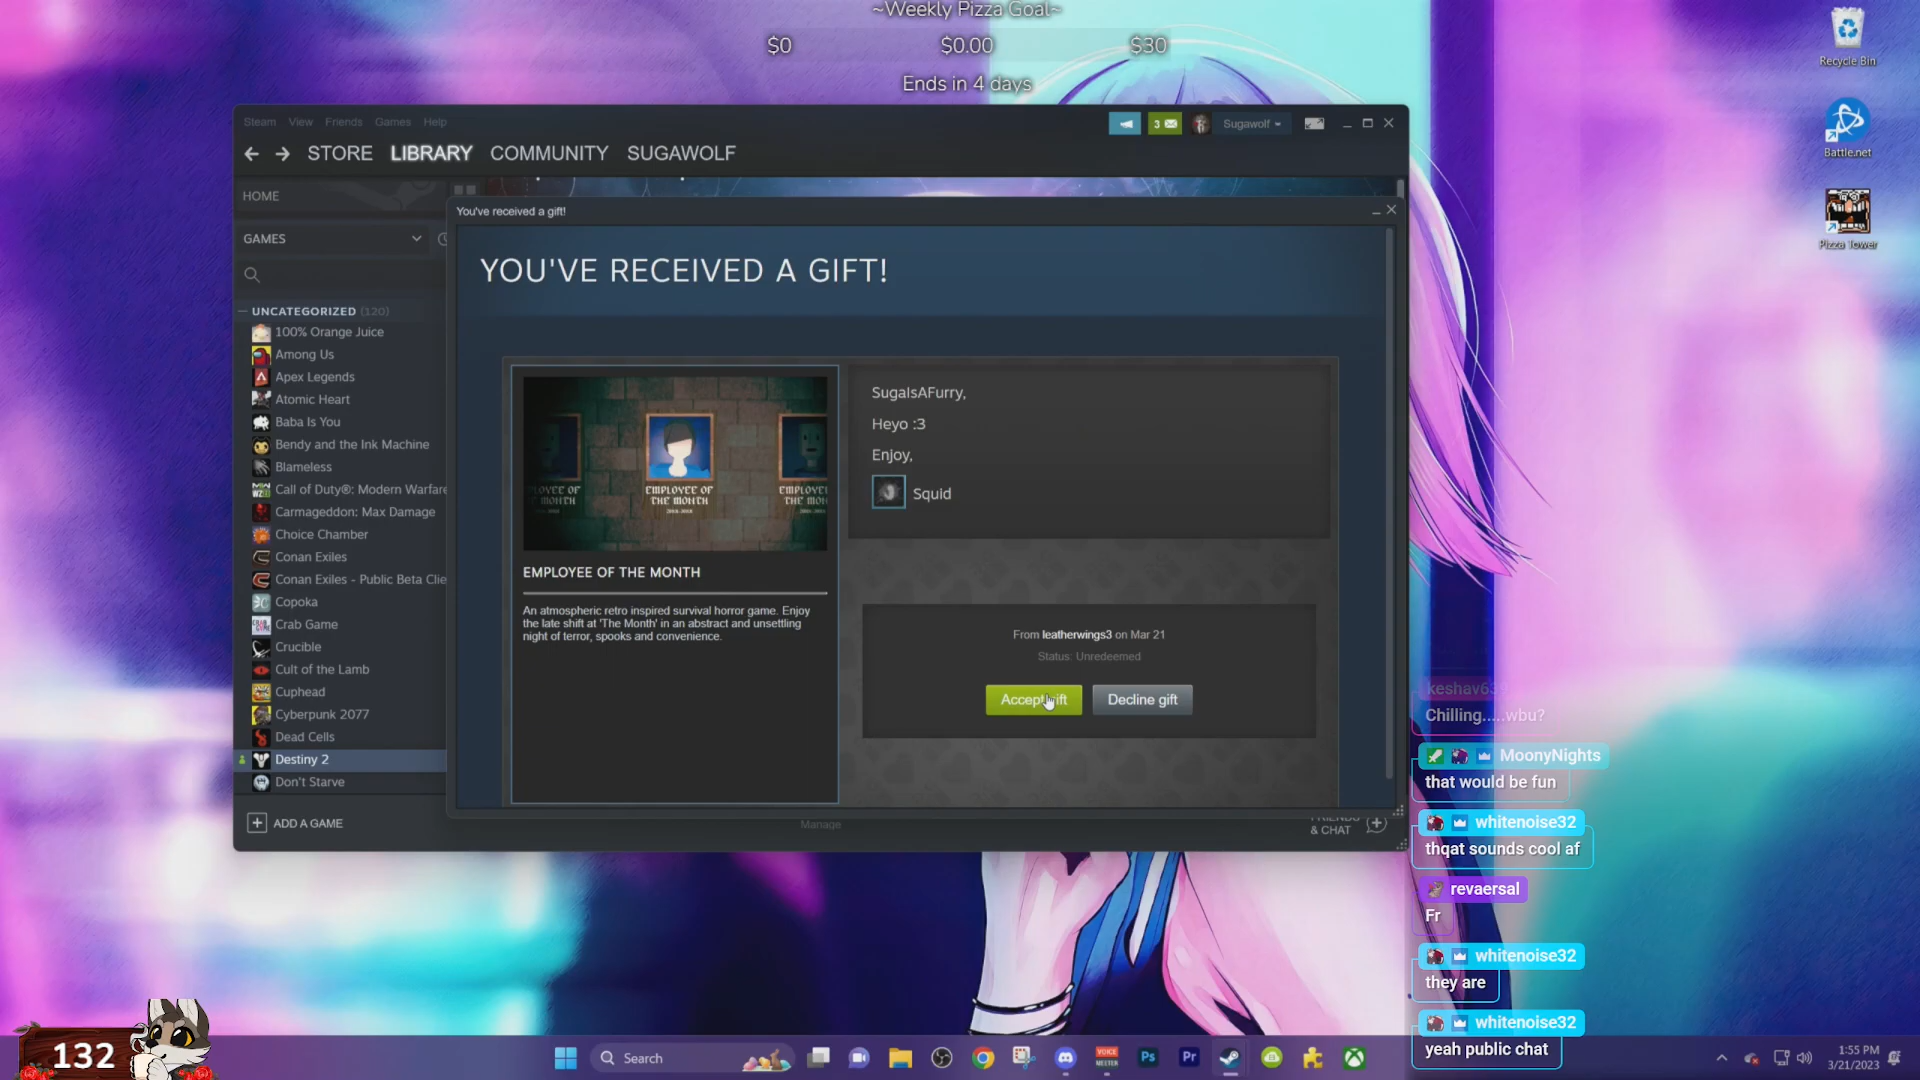 ~Weekly Pizza Goal~
$0 $0.00 $30
Ends in 4 days
Recycle Bin
Battle.net
Pizza Tower
Steam View Friends Games Help
3
Sugawolf
STORE LIBRARY COMMUNITY SUGAWOLF
HOME
GAMES
UNCATEGORIZED (120)
100% Orange Juice
Among Us
Apex Legends
Atomic Heart
Baba Is You
Bendy and the Ink Machine
Blameless
Call of Duty®: Modern Warfare
Carmageddon: Max Damage
Choice Chamber
Conan Exiles
Conan Exiles - Public Beta Clie
Copoka
Crab Game
Crucible
Cult of the Lamb
Cuphead
Cyberpunk 2077
Dead Cells
Destiny 2
Don't Starve
ADD A GAME
Manage
& CHAT
You've received a gift!
YOU'VE RECEIVED A GIFT!
EMPLOYEE OF THE MONTH
EMPLOYEE OF THE MONTH
An atmospheric retro inspired survival horror game. Enjoy
the late shift at 'The Month' in an abstract and unsettling
night of terror, spooks and convenience.
SugaIsAFurry,
Heyo :3
Enjoy,
Squid
From leatherwings3 on Mar 21
Status: Unredeemed
Accept gift
Decline gift
Chilling.....wbu?
MoonyNights
that would be fun
whitenoise32
thqat sounds cool af
revaersal
Fr
whitenoise32
they are
whitenoise32
yeah public chat
132
Search
VOICE MEETER
Ps
Pr
1:55 PM
3/21/2023